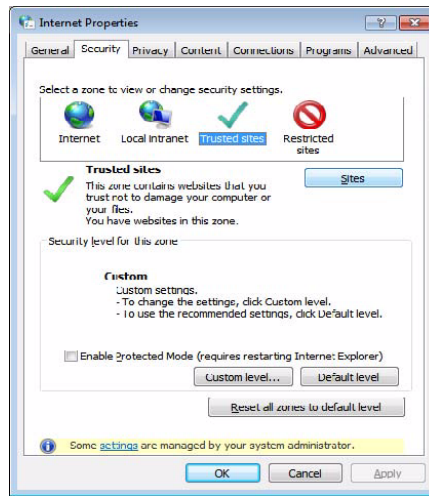 Internet Properties
General Security Privacy Content Connections Programs Advanced
Select a zone to view or change security settings.
Internet Local intranet Trusted sites Restricted
sites
Trusted sites
Sites
This zone contains websites that you
trust not to damage your computer or
your files.
You have websites in this zone.
Security level for this zone
Custom
Custom settings.
- To change the settings, click Custom level.
- To use the recommended settings, click Default level.
Enable Protected Mode (requires restarting Internet Explorer)
Custom level... Default level
Reset all zones to default level
Some settings are managed by your system administrator.
OK Cancel Apply